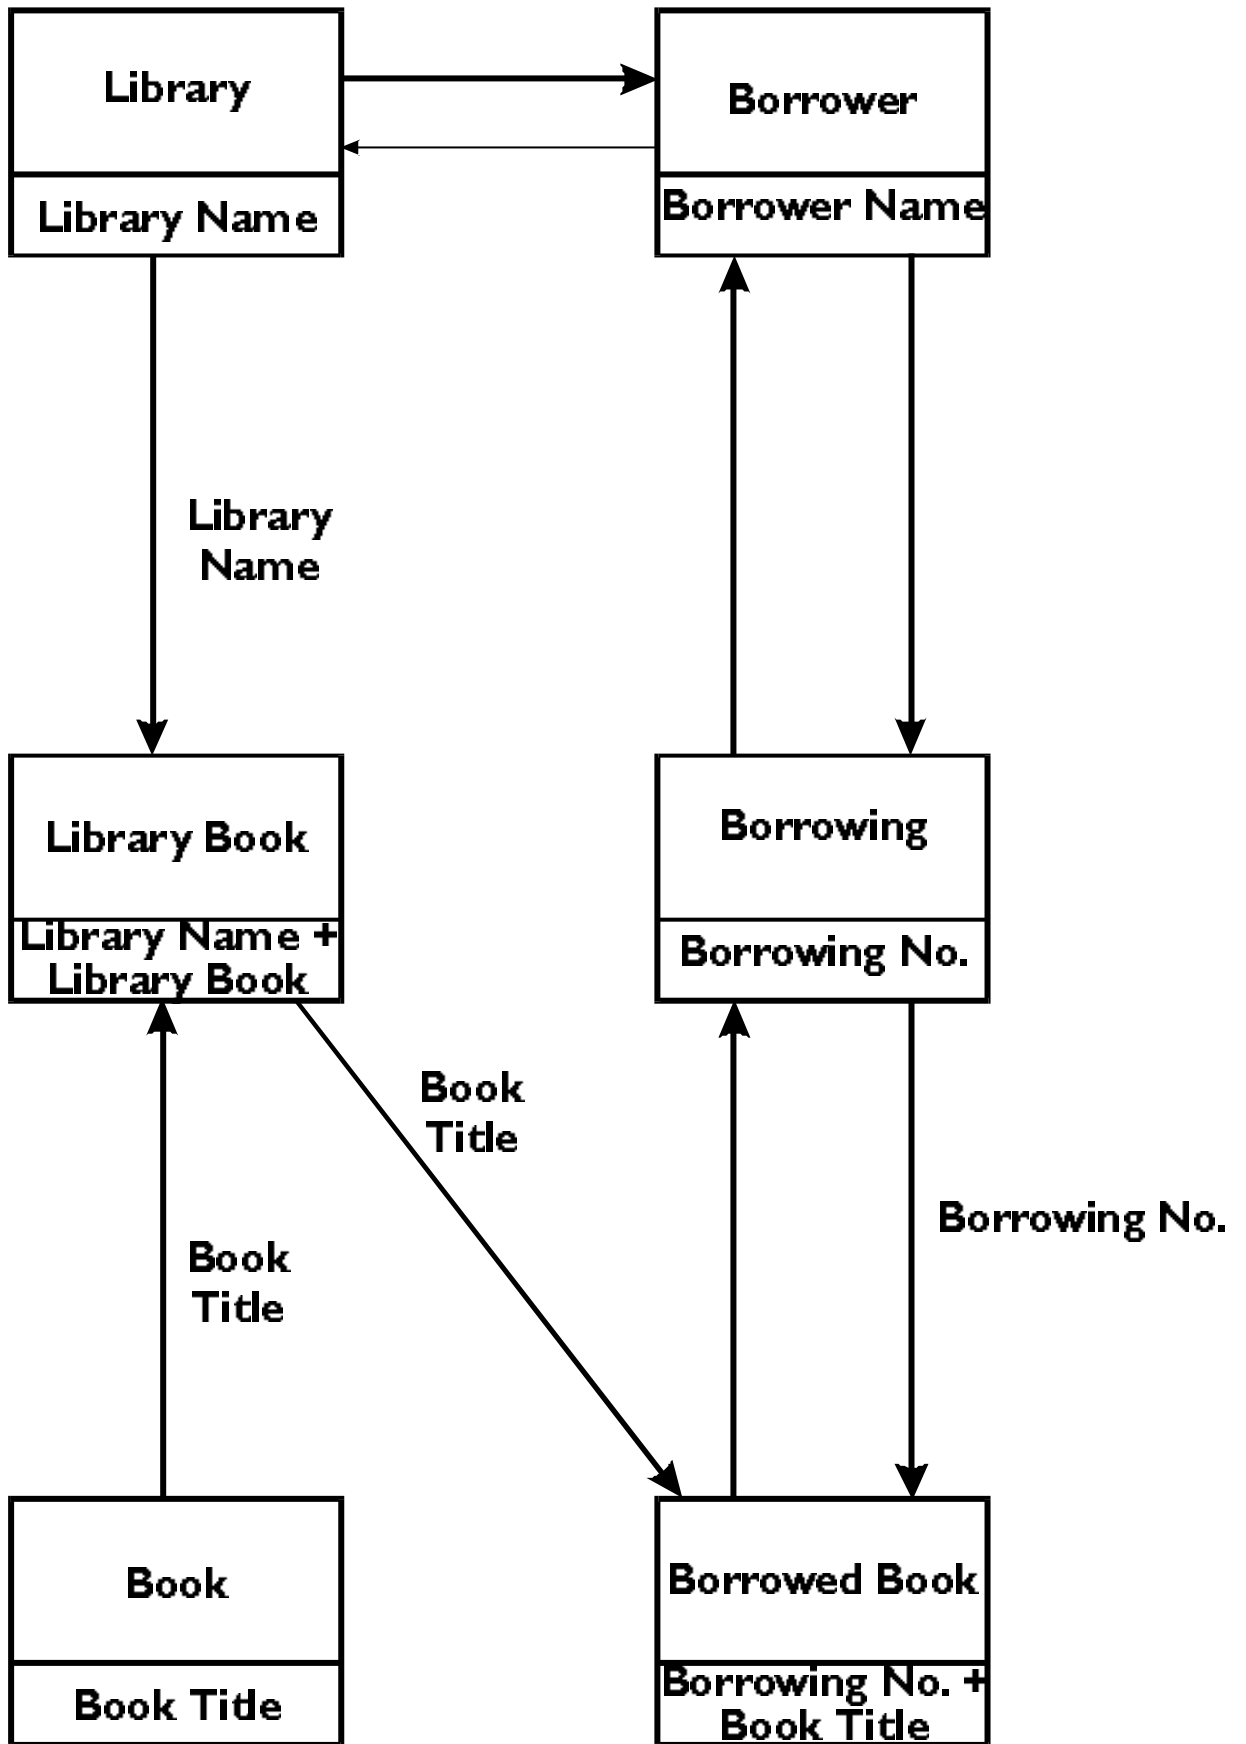 Library
Borrower
Library Name
Borrower Name
Library
Name
Library Book
Borrowing
Library Name +
Library Book
Borrowing No.
Book
Title
Borrowing No.
Book
Title
Book
Borrowed Book
Book Title
Borrowing No. +
Book Title